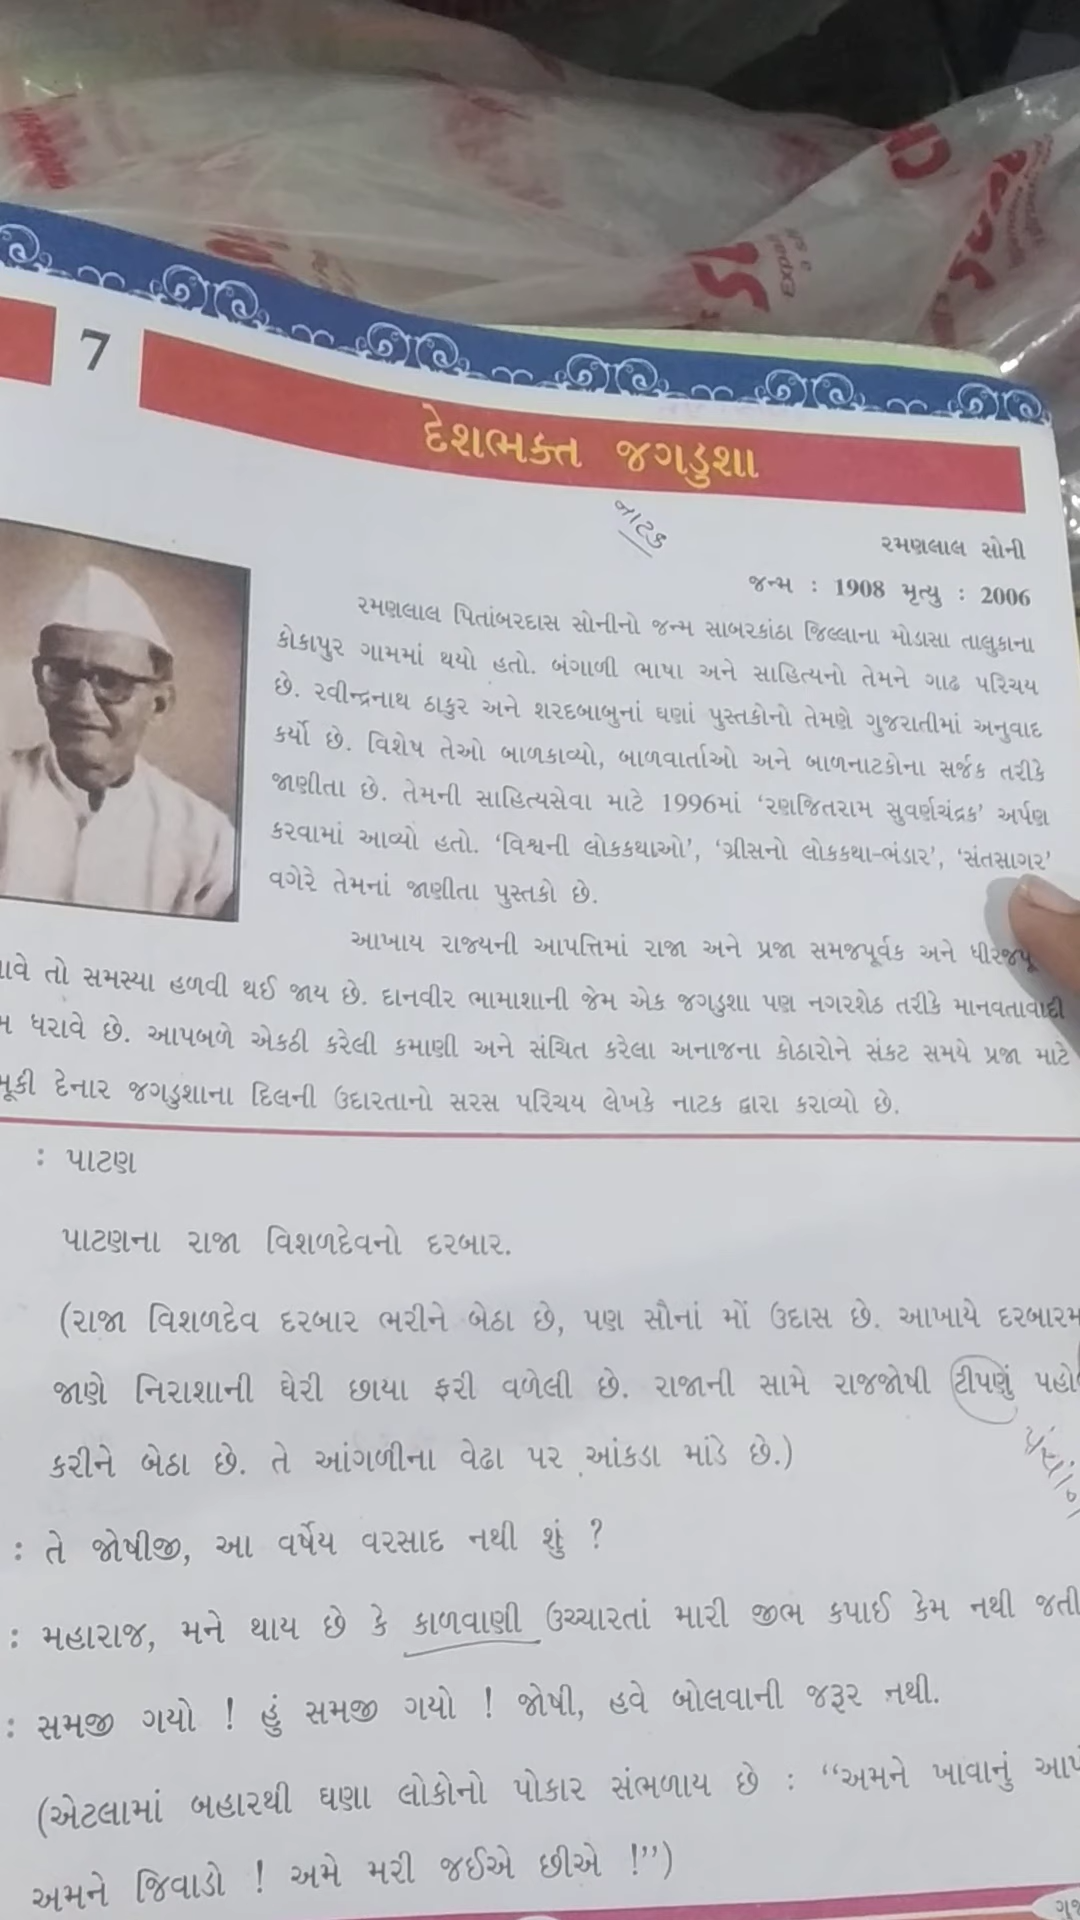 7
દેશભક્ત જગડુશા
નાટક
રમણલાલ સોની
જન્મ : 1908 મૃત્યુ : 2006
રમણલાલ પિતાંબરદાસ સોનીનો જન્મ સાબરકાંઠા જિલ્લાના મોડાસા તાલુકાના
કોકાપુર ગામમાં થયો હતો. બંગાળી ભાષા અને સાહિત્યનો તેમને ગાઢ પરિચય
છે. રવીન્દ્રનાથ ઠાકુર અને શરદબાબુનાં ઘણાં પુસ્તકોનો તેમણે ગુજરાતીમાં અનુવાદ
કર્યો છે. વિશેષ તેઓ બાળકાવ્યો, બાળવાર્તાઓ અને બાળનાટકોના સર્જક તરીકે
જાણીતા છે. તેમની સાહિત્યસેવા માટે 1996માં ‘રણજિતરામ સુવર્ણચંદ્રક’ અર્પણ
કરવામાં આવ્યો હતો. ‘વિશ્વની લોકકથાઓ’, ‘ગ્રીસનો લોકકથા-ભંડાર’, ‘સંતસાગર’
વગેરે તેમનાં જાણીતા પુસ્તકો છે.
આખાય રાજ્યની આપત્તિમાં રાજા અને પ્રજા સમજપૂર્વક અને
તો સમસ્યા હળવી થઈ જાય છે. દાનવીર ભામાશાની જેમ એક જગડુશા પણ નગરશેઠ તરીકે માનવતાવાદી
ધરાવે છે. આપબળે એકઠી કરેલી કમાણી અને સંચિત કરેલા અનાજના કોઠારોને સંકટ સમયે પ્રજા માટે
મૂકી દેનાર જગડુશાના દિલની ઉદારતાનો સરસ પરિચય લેખકે નાટક દ્વારા કરાવ્યો છે.
: પાટણ
પાટણના રાજા વિશળદેવનો દરબાર.
(રાજા વિશળદેવ દરબાર ભરીને બેઠા છે, પણ સૌનાં મોં ઉદાસ છે. આખાયે
જાણે નિરાશાની ઘેરી છાયા ફરી વળેલી છે. રાજાની સામે રાજજોષી ટીપણું
કરીને બેઠા છે. તે આંગળીના વેઢા પર આંકડા માંડે છે.)
: તે જોષીજી, આ વર્ષેય વરસાદ નથી શું ?
: મહારાજ, મને થાય છે કે કાળવાણી ઉચ્ચારતાં મારી જીભ કપાઈ કેમ નથી જતી
: સમજી ગયો ! હું સમજી ગયો ! જોષી, હવે બોલવાની જરૂર નથી.
(એટલામાં બહારથી ઘણા લોકોનો પોકાર સંભળાય છે : “અમને ખાવાનું
અમને જિવાડો ! અમે મરી જઈએ છીએ !”)